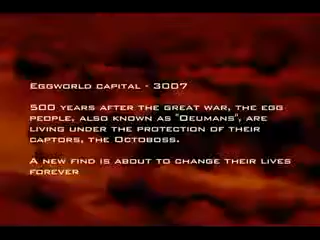 Eggworld capital - 3007
500 years after the great war, the egg
people, also known as "Oeumans", are
living under the protection of their
captors, the Octoboss.
A new find is about to change their lives
forever